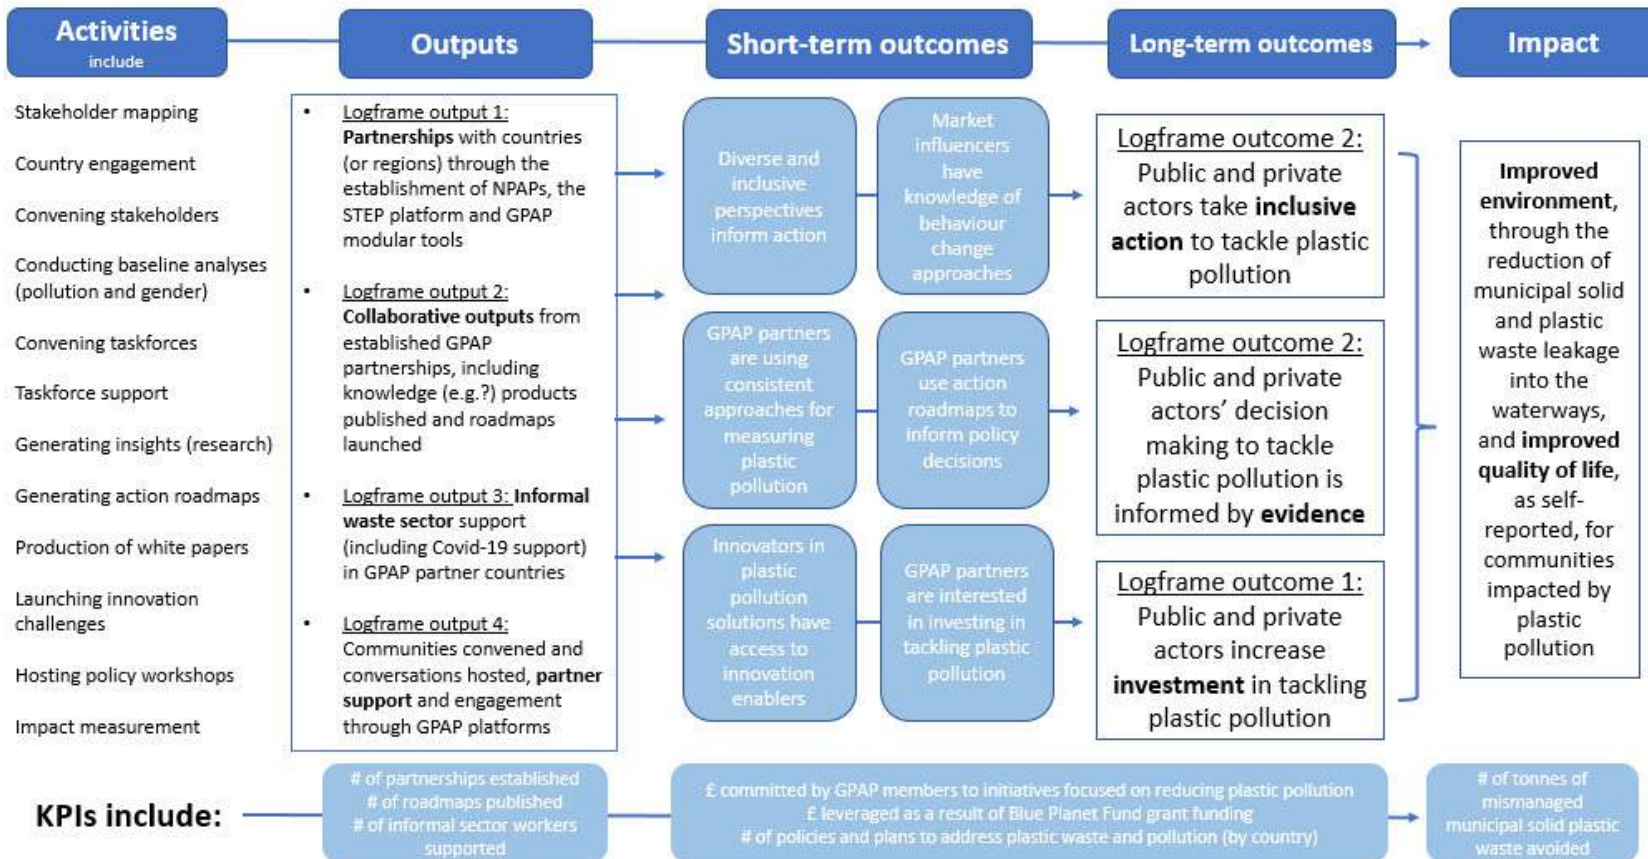 Activities
include
Outputs
Short-term outcomes
Long-term outcomes
Impact
Stakeholder mapping
Country engagement
Convening stakeholders
Conducting baseline analyses
(pollution and gender)
Convening taskforces
Taskforce support
Generating insights (research)
Generating action roadmaps
Production of white papers
Launching innovation
challenges
Hosting policy workshops
Impact measurement
• Logframe output 1:
Partnerships with countries
(or regions) through the
establishment of NPAPs, the
STEP platform and GPAP
modular tools
• Logframe output 2:
Collaborative outputs from
established GPAP
partnerships, including
knowledge (e.g.?) products
published and roadmaps
launched
• Logframe output 3: Informal
waste sector support
(including Covid-19 support)
in GPAP partner countries
• Logframe output 4:
Communities convened and
conversations hosted, partner
support and engagement
through GPAP platforms
Diverse and
inclusive
perspectives
inform action
Market
influencers
have
knowledge of
behaviour
change
approaches
GPAP partners
are using
consistent
approaches for
measuring
plastic
pollution
GPAP partners
use action
roadmaps to
inform policy
decisions
Innovators in
plastic
pollution
solutions have
access to
innovation
enablers
GPAP partners
are interested
in investing in
tackling plastic
pollution
Logframe outcome 2:
Public and private
actors take inclusive
action to tackle plastic
pollution
Logframe outcome 2:
Public and private
actors’ decision
making to tackle
plastic pollution is
informed by evidence
Logframe outcome 1:
Public and private
actors increase
investment in tackling
plastic pollution
Improved
environment,
through the
reduction of
municipal solid
and plastic
waste leakage
into the
waterways,
and improved
quality of life,
as self-
reported, for
communities
impacted by
plastic
pollution
KPIs include:
# of partnerships established
# of roadmaps published
# of informal sector workers
supported
£ committed by GPAP members to initiatives focused on reducing plastic pollution
£ leveraged as a result of Blue Planet Fund grant funding
# of policies and plans to address plastic waste and pollution (by country)
# of tonnes of
mismanaged
municipal solid plastic
waste avoided